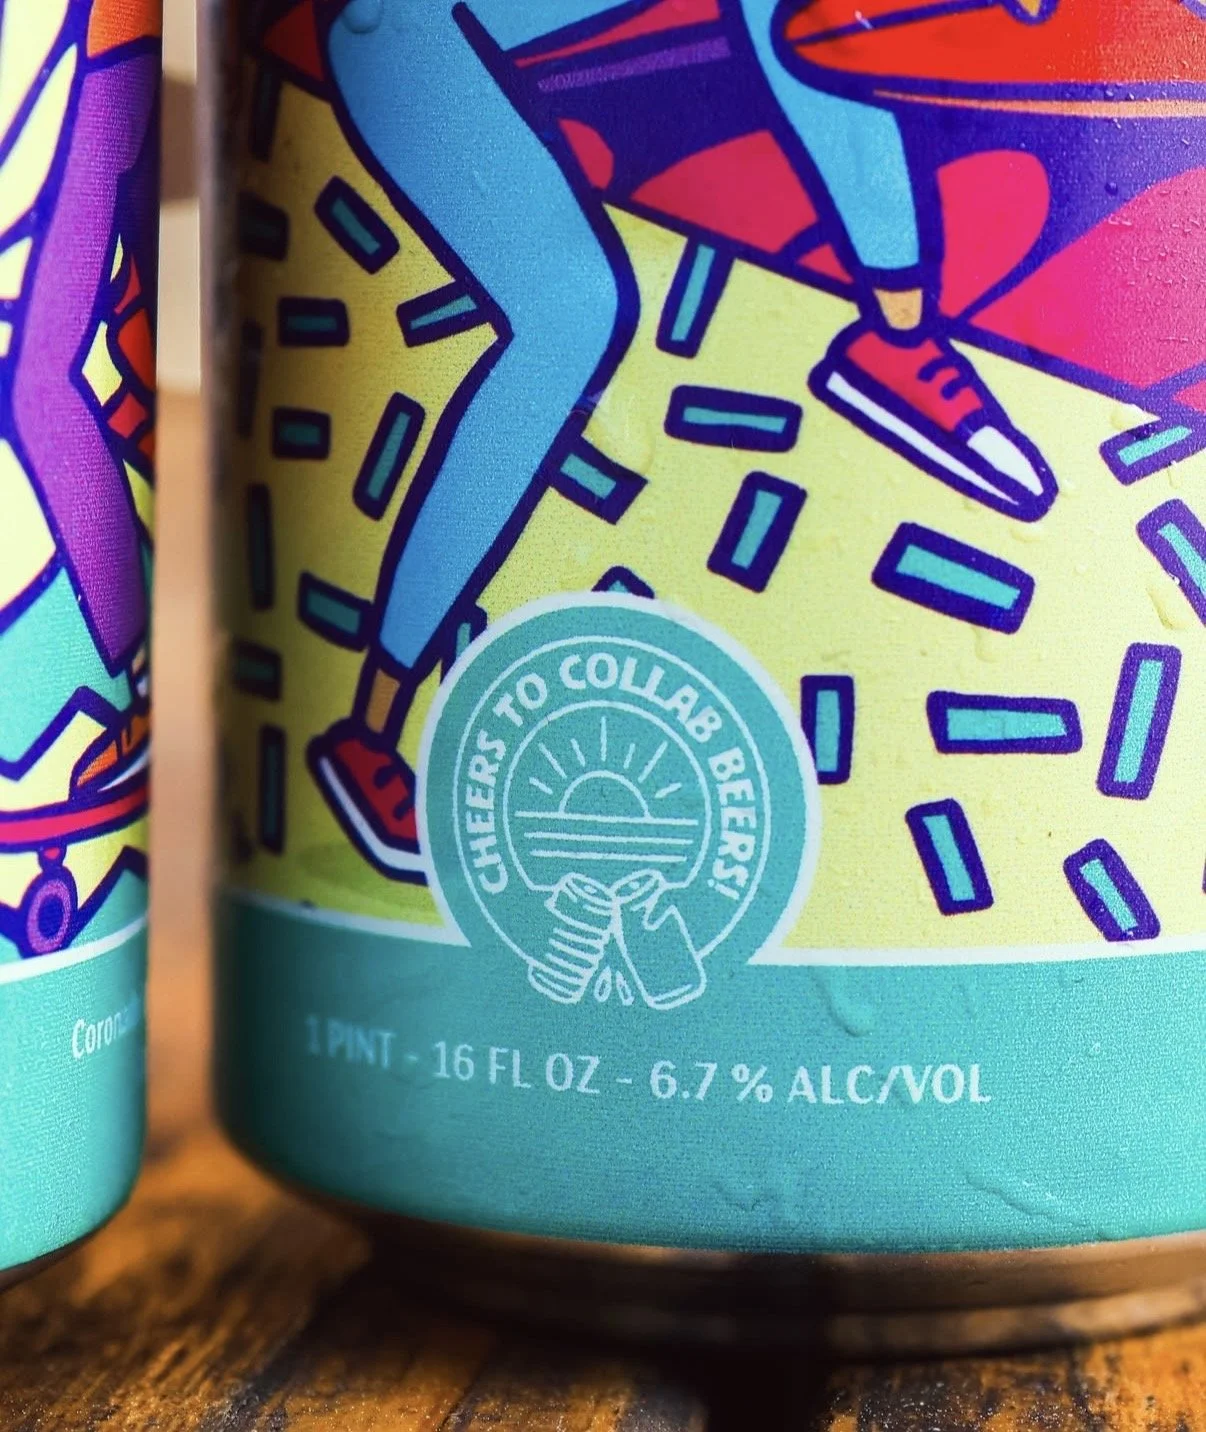 CHEERS TO COLLAB BEERS!
1 PINT - 16 FL OZ - 6.7 % ALC/VOL